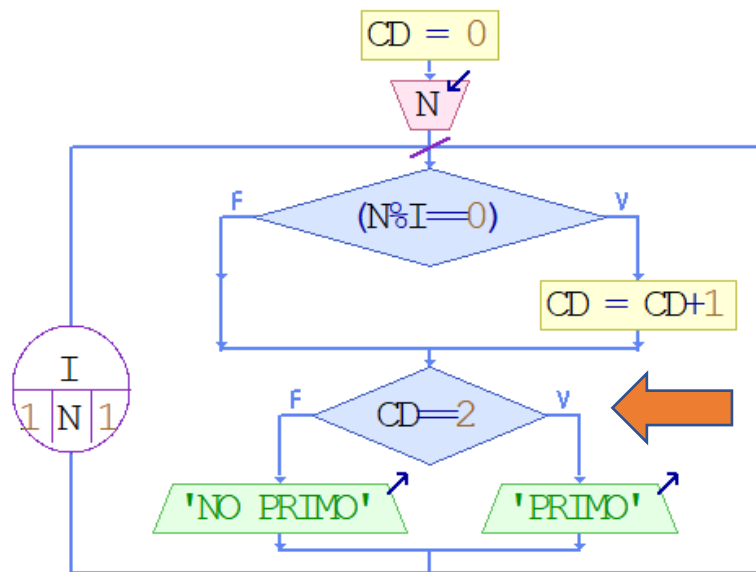 CD = 0
N
F
(N%I==0)
V
CD = CD+1
I
1 N 1
F
CD==2
V
'NO PRIMO'
'PRIMO'